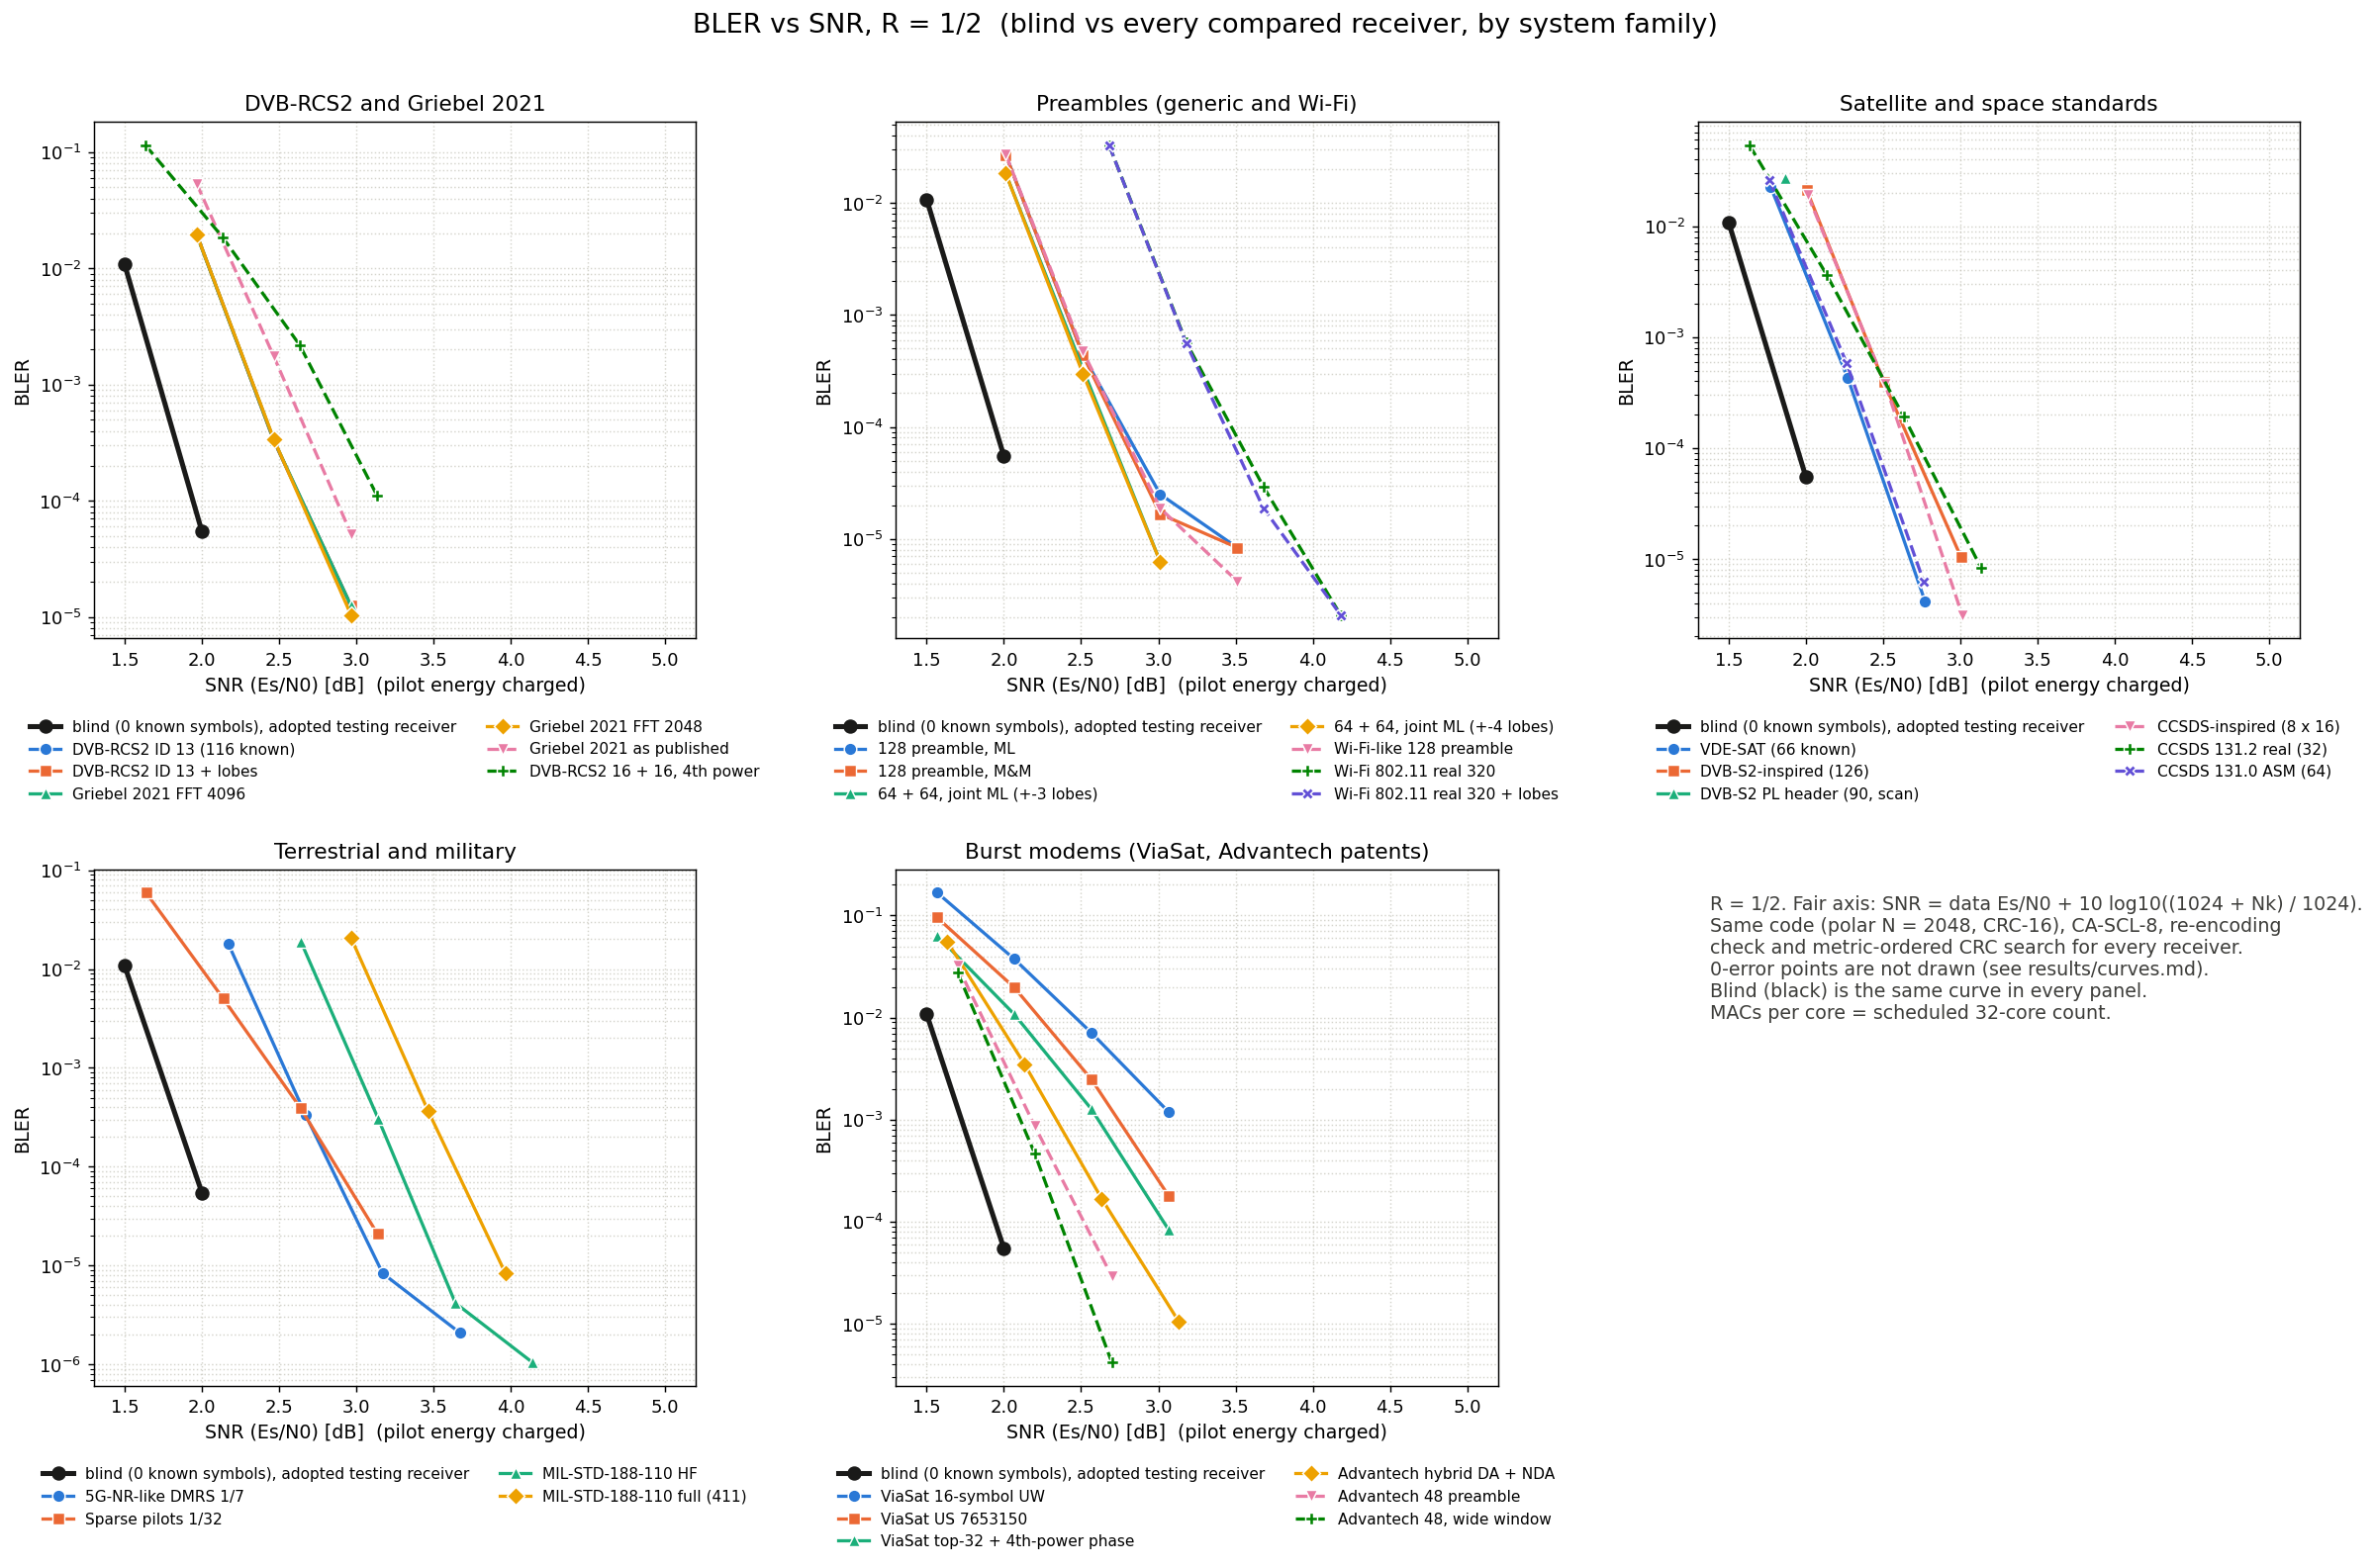 BLER vs SNR, R = 1/2  (blind vs every compared receiver, by system family)
DVB-RCS2 and Griebel 2021
10⁻¹
10⁻²
10⁻³
10⁻⁴
10⁻⁵
BLER
1.5 2.0 2.5 3.0 3.5 4.0 4.5 5.0
SNR (Es/N0) [dB]  (pilot energy charged)
blind (0 known symbols), adopted testing receiver
DVB-RCS2 ID 13 (116 known)
DVB-RCS2 ID 13 + lobes
Griebel 2021 FFT 4096
Griebel 2021 FFT 2048
Griebel 2021 as published
DVB-RCS2 16 + 16, 4th power
Preambles (generic and Wi-Fi)
10⁻²
10⁻³
10⁻⁴
10⁻⁵
BLER
1.5 2.0 2.5 3.0 3.5 4.0 4.5 5.0
SNR (Es/N0) [dB]  (pilot energy charged)
blind (0 known symbols), adopted testing receiver
128 preamble, ML
128 preamble, M&M
64 + 64, joint ML (+-3 lobes)
64 + 64, joint ML (+-4 lobes)
Wi-Fi-like 128 preamble
Wi-Fi 802.11 real 320
Wi-Fi 802.11 real 320 + lobes
Satellite and space standards
10⁻²
10⁻³
10⁻⁴
10⁻⁵
BLER
1.5 2.0 2.5 3.0 3.5 4.0 4.5 5.0
SNR (Es/N0) [dB]  (pilot energy charged)
blind (0 known symbols), adopted testing receiver
VDE-SAT (66 known)
DVB-S2-inspired (126)
DVB-S2 PL header (90, scan)
CCSDS-inspired (8 x 16)
CCSDS 131.2 real (32)
CCSDS 131.0 ASM (64)
Terrestrial and military
10⁻¹
10⁻²
10⁻³
10⁻⁴
10⁻⁵
10⁻⁶
BLER
1.5 2.0 2.5 3.0 3.5 4.0 4.5 5.0
SNR (Es/N0) [dB]  (pilot energy charged)
blind (0 known symbols), adopted testing receiver
5G-NR-like DMRS 1/7
Sparse pilots 1/32
MIL-STD-188-110 HF
MIL-STD-188-110 full (411)
Burst modems (ViaSat, Advantech patents)
10⁻¹
10⁻²
10⁻³
10⁻⁴
10⁻⁵
BLER
1.5 2.0 2.5 3.0 3.5 4.0 4.5 5.0
SNR (Es/N0) [dB]  (pilot energy charged)
blind (0 known symbols), adopted testing receiver
ViaSat 16-symbol UW
ViaSat US 7653150
ViaSat top-32 + 4th-power phase
Advantech hybrid DA + NDA
Advantech 48 preamble
Advantech 48, wide window
R = 1/2. Fair axis: SNR = data Es/N0 + 10 log10((1024 + Nk) / 1024).
Same code (polar N = 2048, CRC-16), CA-SCL-8, re-encoding
check and metric-ordered CRC search for every receiver.
0-error points are not drawn (see results/curves.md).
Blind (black) is the same curve in every panel.
MACs per core = scheduled 32-core count.